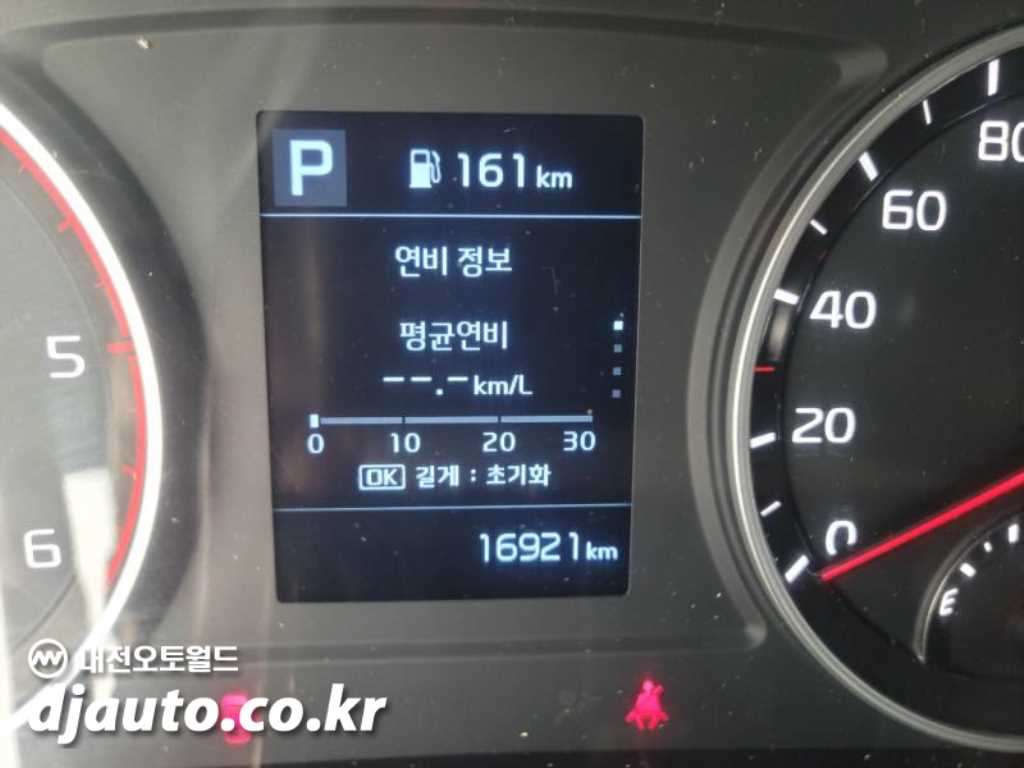 P 161 km
연비 정보
평균연비
--.- km/L
0 10 20 30
OK 길게 : 초기화
16921 km
5
6
80
60
40
20
0
E
대전오토월드
djauto.co.kr